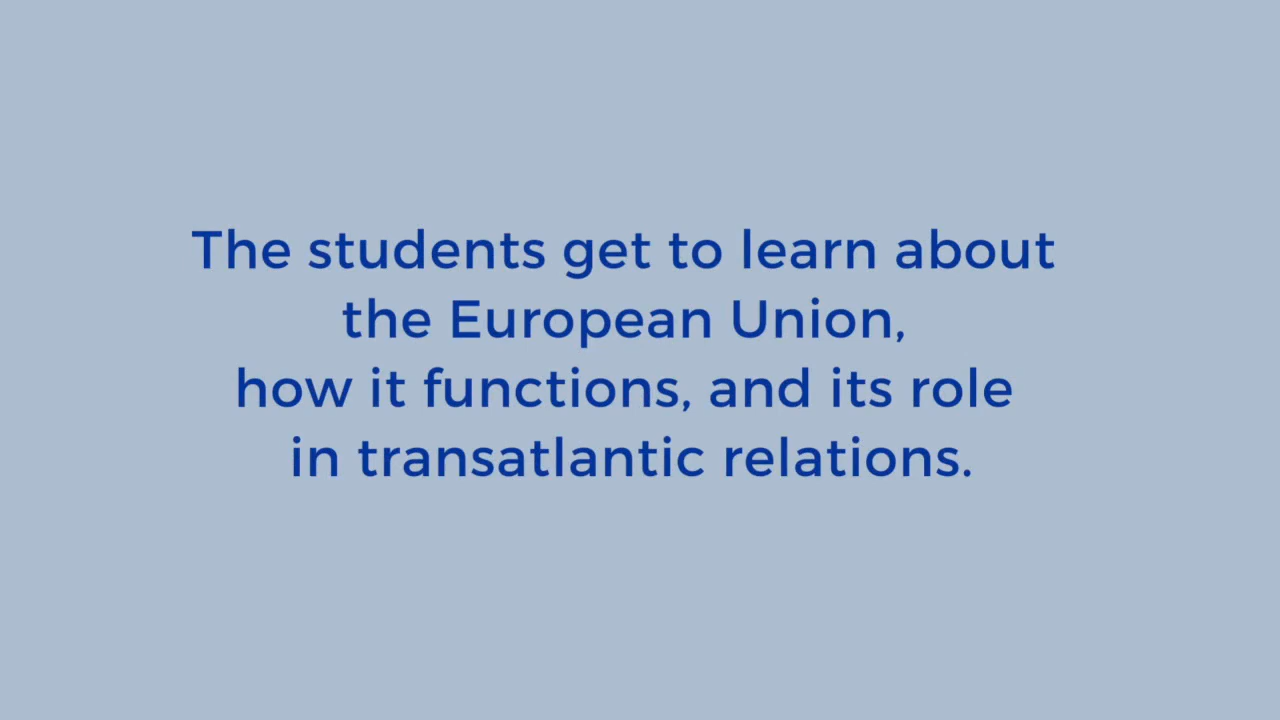 The students get to learn about
the European Union,
how it functions, and its role
in transatlantic relations.